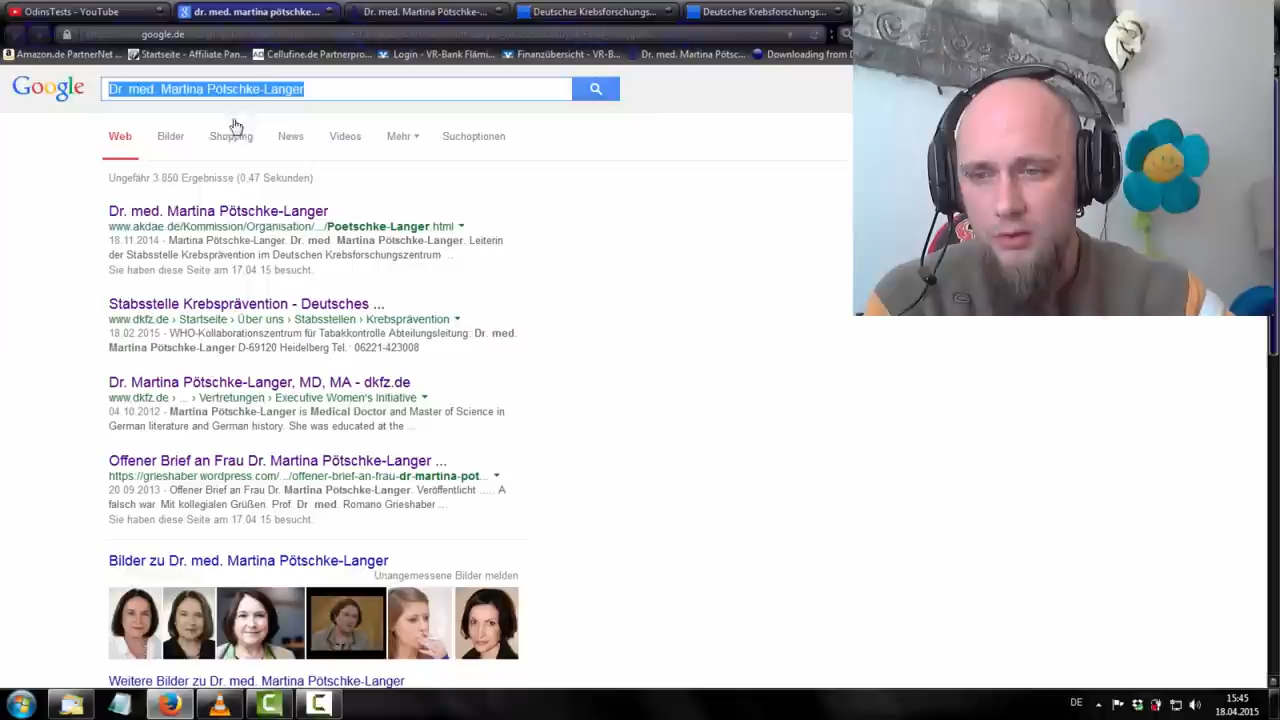 OdinsTests - YouTube
dr. med. martina pötschke...
Dr. med. Martina Pötschke-...
Deutsches Krebsforschungs...
Deutsches Krebsforschungs...
google.de
Amazon.de PartnerNet ...
Startseite - Affiliate Pan...
Cellufine.de Partnerpro...
Login - VR-Bank Flämi...
Finanzübersicht - VR-B...
Dr. med. Martina Pötsc...
Downloading from D
Google
Dr. med. Martina Pötschke-Langer
Web Bilder Shopping News Videos Mehr Suchoptionen
Ungefähr 3.850 Ergebnisse (0,47 Sekunden)
Dr. med. Martina Pötschke-Langer
www.akdae.de/Kommission/Organisation/.../Poetschke-Langer.html
18.11.2014 - Martina Pötschke-Langer. Dr. med. Martina Pötschke-Langer. Leiterin
der Stabsstelle Krebsprävention im Deutschen Krebsforschungszentrum ...
Sie haben diese Seite am 17.04.15 besucht.
Stabsstelle Krebsprävention - Deutsches ...
www.dkfz.de › Startseite › Über uns › Stabsstellen › Krebsprävention
18.02.2015 - WHO-Kollaborationszentrum für Tabakkontrolle Abteilungsleitung: Dr. med.
Martina Pötschke-Langer D-69120 Heidelberg Tel.: 06221-423008
Dr. Martina Pötschke-Langer, MD, MA - dkfz.de
www.dkfz.de › ... › Vertretungen › Executive Women's Initiative
04.10.2012 - Martina Pötschke-Langer is Medical Doctor and Master of Science in
German literature and German history. She was educated at the ...
Offener Brief an Frau Dr. Martina Pötschke-Langer ...
https://grieshaber.wordpress.com/.../offener-brief-an-frau-dr-martina-pot...
20.09.2013 - Offener Brief an Frau Dr. Martina Pötschke-Langer. Veröffentlicht ..... A
falsch war. Mit kollegialen Grüßen. Prof. Dr. med. Romano Grieshaber ...
Sie haben diese Seite am 17.04.15 besucht.
Bilder zu Dr. med. Martina Pötschke-Langer
Unangemessene Bilder melden
Weitere Bilder zu Dr. med. Martina Pötschke-Langer
DE
15:45
18.04.2015